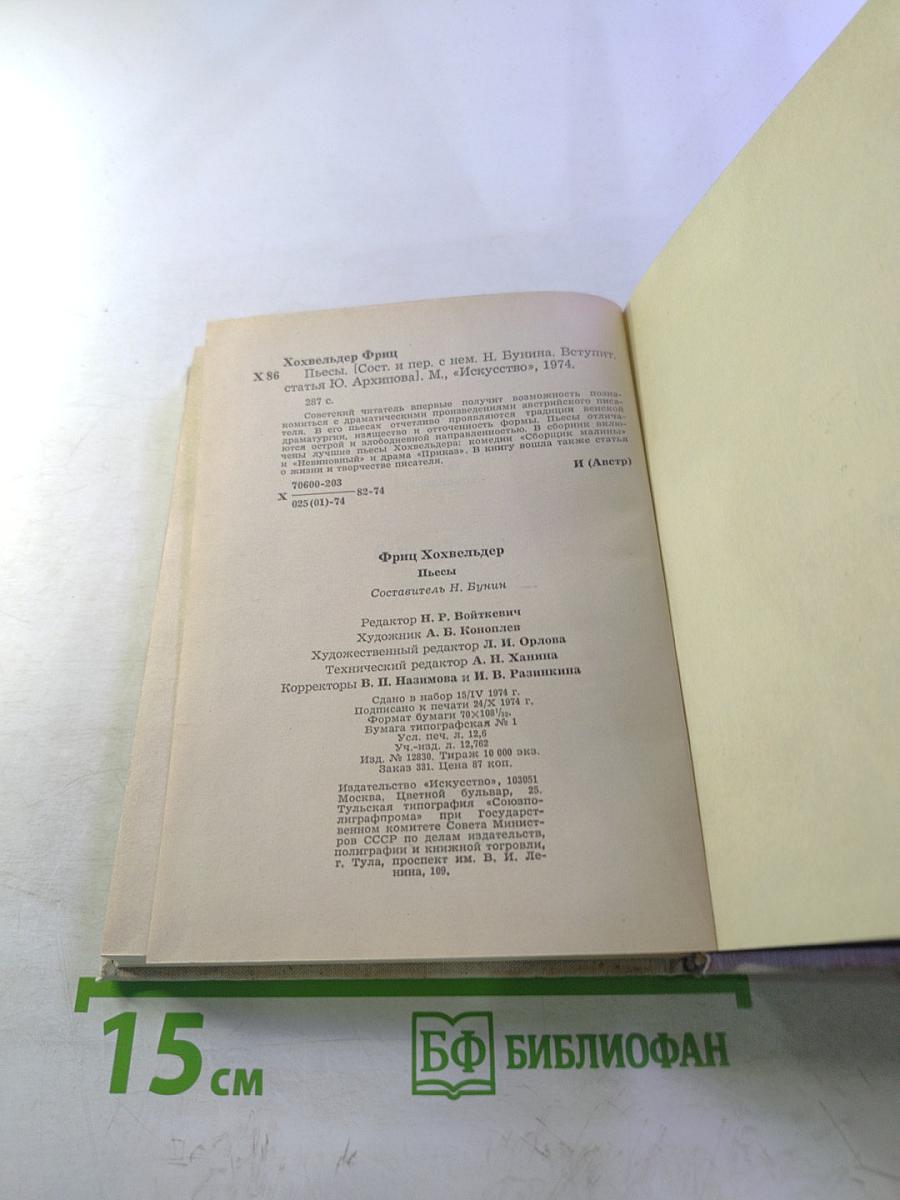 Хохвельдер Фриц
Х 86 Пьесы. [Сост. и пер. с нем. Н. Бунина. Вступит.
статья Ю. Архипова]. М., «Искусство», 1974.
287 с.
Советский читатель впервые получит возможность позна-
комиться с драматическими произведениями австрийского писа-
теля. В его пьесах отчетливо проявляются традиции венской
драматургии, изящество и отточенность формы. Пьесы отлича-
ются острой и злободневной направленностью. В сборник вклю-
чены лучшие пьесы Хохвельдера: комедии «Сборщик малины»
и «Невиновный» и драма «Приказ». В книгу вошла также статья
о жизни и творчестве писателя.
Х 70600-203
025(01)-74 82-74
И (Австр)
Фриц Хохвельдер
Пьесы
Составитель Н. Бунин
Редактор Н. Р. Войткевич
Художник А. Б. Коноплев
Художественный редактор Л. И. Орлова
Технический редактор А. Н. Ханина
Корректоры В. П. Назимова и И. В. Разинкина
Сдано в набор 15/IV 1974 г.
Подписано к печати 24/X 1974 г.
Формат бумаги 70×108¹/₃₂.
Бумага типографская № 1
Усл. печ. л. 12,6
Уч.-изд. л. 12,762
Изд. № 12830. Тираж 10 000 экз.
Заказ 331. Цена 87 коп.
Издательство «Искусство», 103051
Москва, Цветной бульвар, 25.
Тульская типография «Союзпо-
лиграфпрома» при Государст-
венном комитете Совета Минист-
ров СССР по делам издательств,
полиграфии и книжной тогровли,
г. Тула, проспект им. В. И. Ле-
нина, 109.
15 см
БФ БИБЛИОФАН